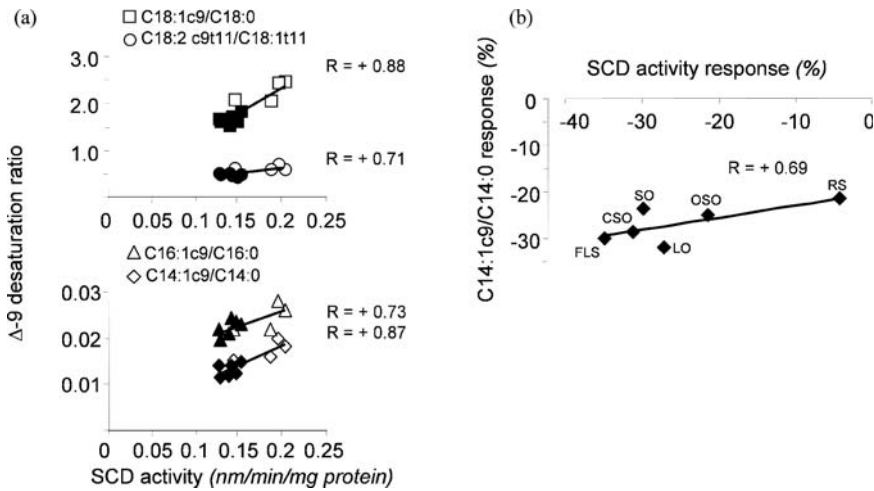 (a)
C18:1c9/C18:0
C18:2 c9t11/C18:1t11
3.0
2.0
1.0
R = + 0.88
R = + 0.71
0 0.05 0.1 0.15 0.2 0.25
C16:1c9/C16:0
C14:1c9/C14:0
0.03
0.02
0.01
R = + 0.73
R = + 0.87
0 0.05 0.1 0.15 0.2 0.25
SCD activity (nm/min/mg protein)
Δ-9 desaturation ratio
(b)
SCD activity response (%)
-40 -30 -20 -10 0
0
-10
-20
-30
C14:1c9/C14:0 response (%)
R = + 0.69
RS
SO
OSO
CSO
FLS
LO